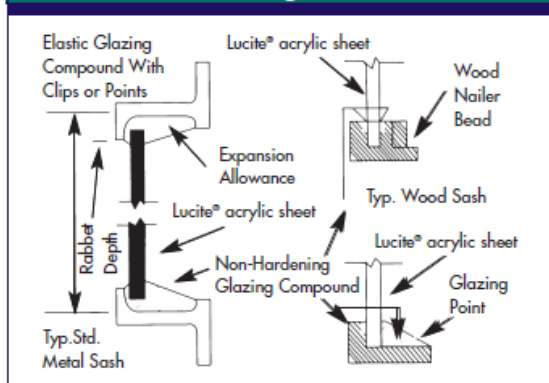 Elastic Glazing
Compound With
Clips or Points
Expansion
Allowance
Rabbet
Depth
Lucite® acrylic sheet
Non-Hardening
Glazing Compound
Typ.Std.
Metal Sash
Lucite® acrylic sheet
Wood
Nailer
Bead
Typ. Wood Sash
Lucite® acrylic sheet
Glazing
Point